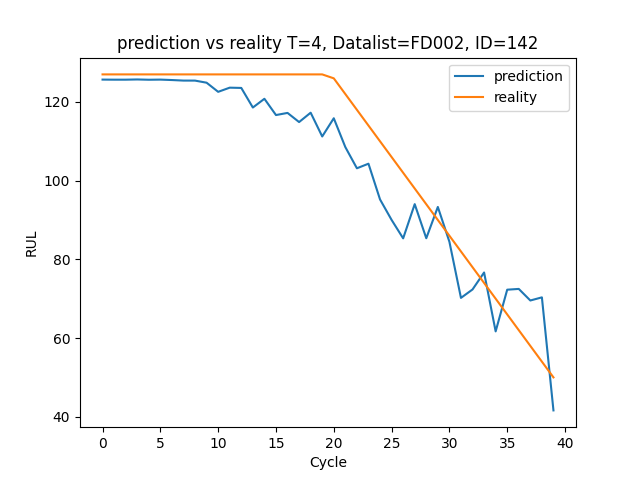 prediction vs reality T=4, Datalist=FD002, ID=142
prediction
reality
120
100
80
60
40
RUL
0 5 10 15 20 25 30 35 40
Cycle